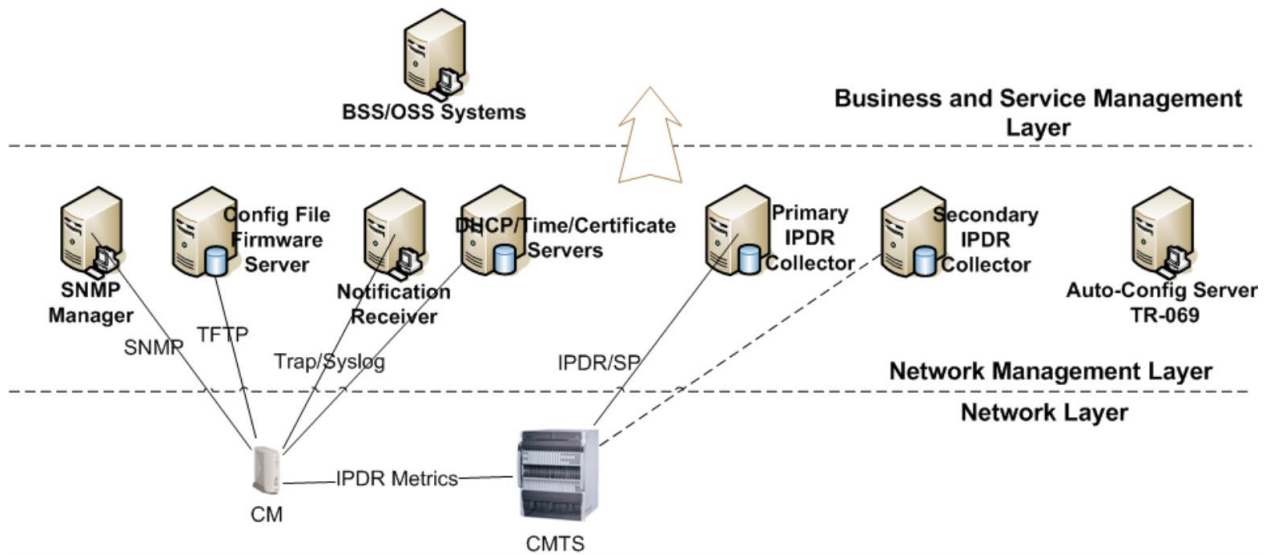 BSS/OSS Systems
Business and Service Management
Layer
Config File
Firmware
Server
DHCP/Time/Certificate
Servers
Primary
IPDR
Collector
Secondary
IPDR
Collector
SNMP
Manager
Notification
Receiver
Auto-Config Server
TR-069
SNMP
TFTP
Trap/Syslog
IPDR/SP
Network Management Layer
Network Layer
IPDR Metrics
CM
CMTS